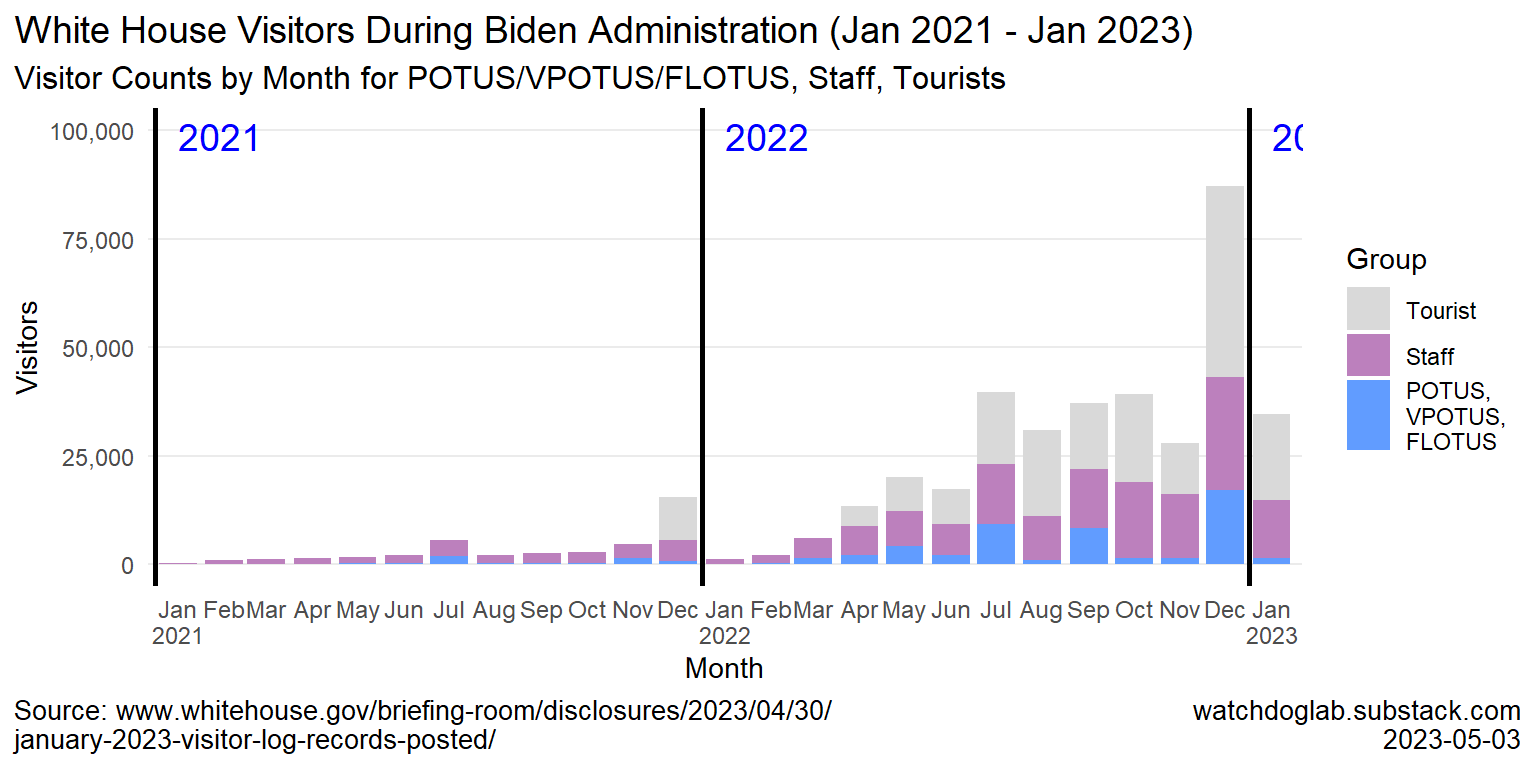 White House Visitors During Biden Administration (Jan 2021 - Jan 2023)
Visitor Counts by Month for POTUS/VPOTUS/FLOTUS, Staff, Tourists
100,000
75,000
50,000
25,000
0
Visitors
2021
2022
20
Jan Feb Mar Apr May Jun Jul Aug Sep Oct Nov Dec Jan Feb Mar Apr May Jun Jul Aug Sep Oct Nov Dec Jan
2021 2022 2023
Month
Group
Tourist
Staff
POTUS,
VPOTUS,
FLOTUS
Source: www.whitehouse.gov/briefing-room/disclosures/2023/04/30/
january-2023-visitor-log-records-posted/
watchdoglab.substack.com
2023-05-03